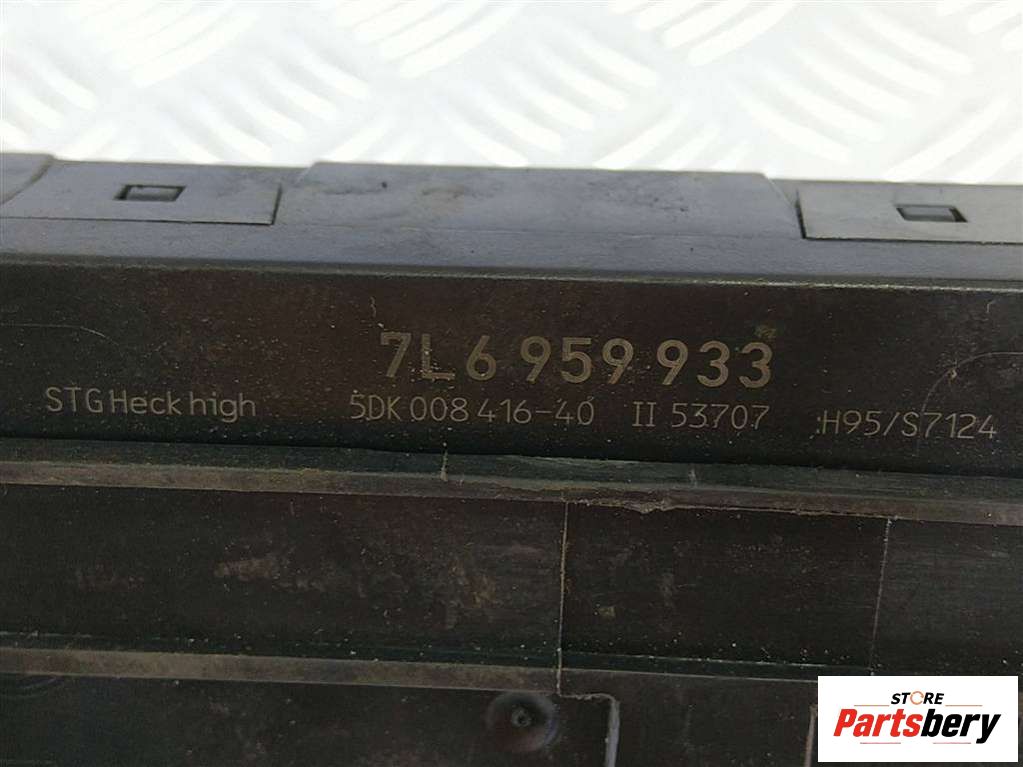 7L6 959 933
STG Heck high 5DK 008 416-40 II 53707 H95/S7124
STORE
Partsbery